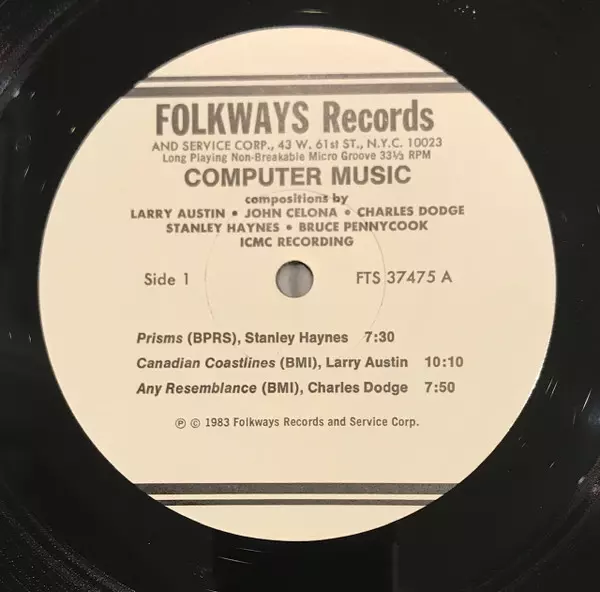 FOLKWAYS Records
AND SERVICE CORP., 43 W. 61st ST., N.Y.C. 10023
Long Playing Non-Breakable Micro Groove 33⅓ RPM
COMPUTER MUSIC
compositions by
LARRY AUSTIN • JOHN CELONA • CHARLES DODGE
STANLEY HAYNES • BRUCE PENNYCOOK
ICMC RECORDING
Side 1 FTS 37475 A
Prisms (BPRS), Stanley Haynes 7:30
Canadian Coastlines (BMI), Larry Austin 10:10
Any Resemblance (BMI), Charles Dodge 7:50
℗ © 1983 Folkways Records and Service Corp.